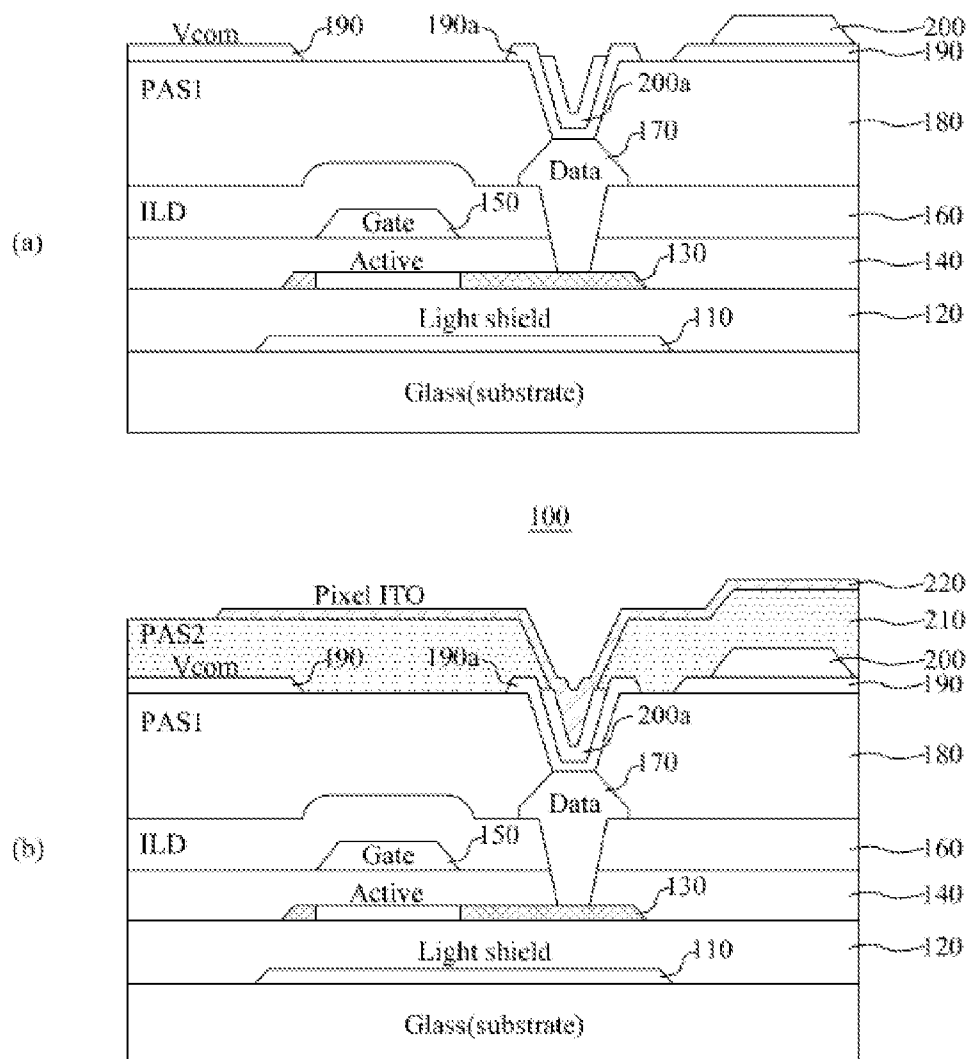 Vcom 190 190a 200
190
PAS1 200a
180
170
Data
ILD 150 160
(a) Gate
Active 130 140
Light shield 110 120
Glass(substrate)
100
220
Pixel ITO 210
PAS2
Vcom 190 190a 200
190
PAS1 200a
180
170
Data
ILD 150 160
(b) Gate
Active 130 140
Light shield 110 120
Glass(substrate)